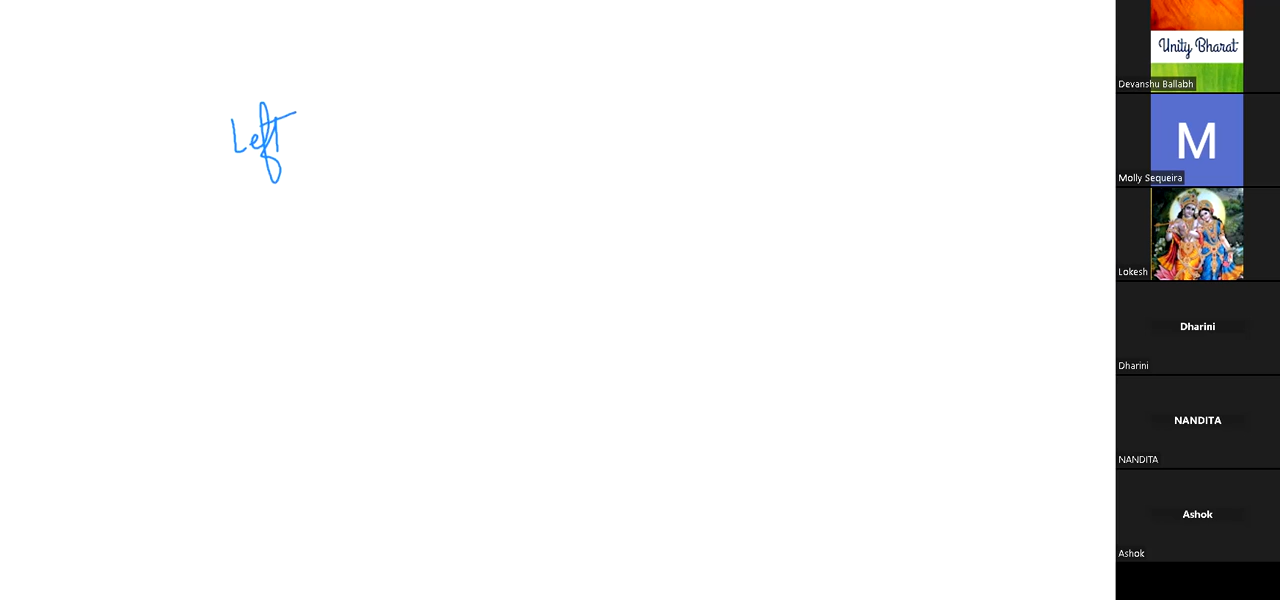 Left
Unity Bharat
Devanshu Ballabh
M
Molly Sequeira
Lokesh
Dharini
Dharini
NANDITA
NANDITA
Ashok
Ashok